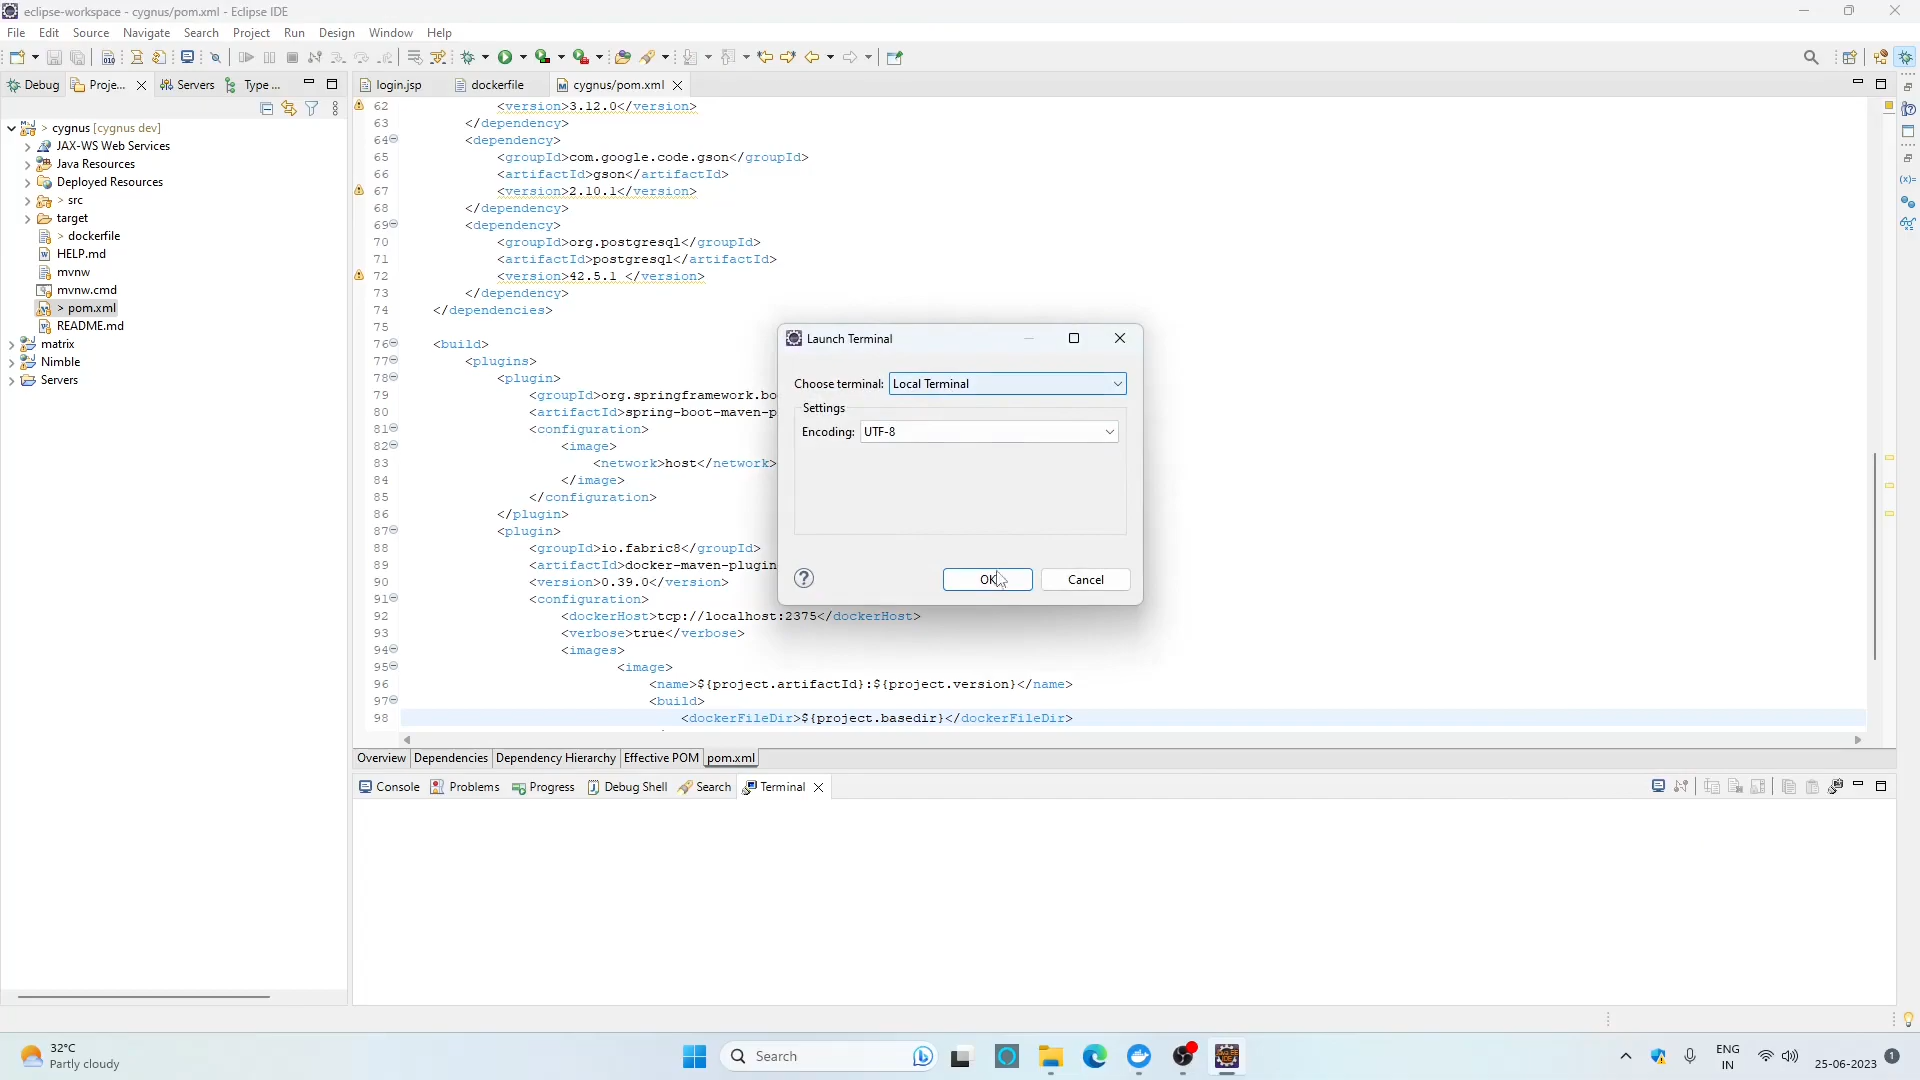 eclipse-workspace - cygnus/pom.xml - Eclipse IDE
File Edit Source Navigate Search Project Run Design Window Help
Debug Proje... Servers Type ...
login.jsp dockerfile cygnus/pom.xml
> cygnus [cygnus dev]
JAX-WS Web Services
Java Resources
Deployed Resources
> src
target
> dockerfile
HELP.md
mvnw
mvnw.cmd
> pom.xml
README.md
matrix
Nimble
Servers
62 <version>3.12.0</version>
63 </dependency>
64 <dependency>
65 <groupId>com.google.code.gson</groupId>
66 <artifactId>gson</artifactId>
67 <version>2.10.1</version>
68 </dependency>
69 <dependency>
70 <groupId>org.postgresql</groupId>
71 <artifactId>postgresql</artifactId>
72 <version>42.5.1 </version>
73 </dependency>
74 </dependencies>
75
76 <build>
77 <plugins>
78 <plugin>
79 <groupId>org.springframework.bo
80 <artifactId>spring-boot-maven-p
81 <configuration>
82 <image>
83 <network>host</network>
84 </image>
85 </configuration>
86 </plugin>
87 <plugin>
88 <groupId>io.fabric8</groupId>
89 <artifactId>docker-maven-plugin
90 <version>0.39.0</version>
91 <configuration>
92 <dockerHost>tcp://localhost:2375</dockerHost>
93 <verbose>true</verbose>
94 <images>
95 <image>
96 <name>${project.artifactId}:${project.version}</name>
97 <build>
98 <dockerFileDir>${project.basedir}</dockerFileDir>
Launch Terminal
Choose terminal: Local Terminal
Settings
Encoding: UTF-8
OK Cancel
Overview Dependencies Dependency Hierarchy Effective POM pom.xml
Console Problems Progress Debug Shell Search Terminal
32°C
Partly cloudy
Search
ENG
IN
25-06-2023
1